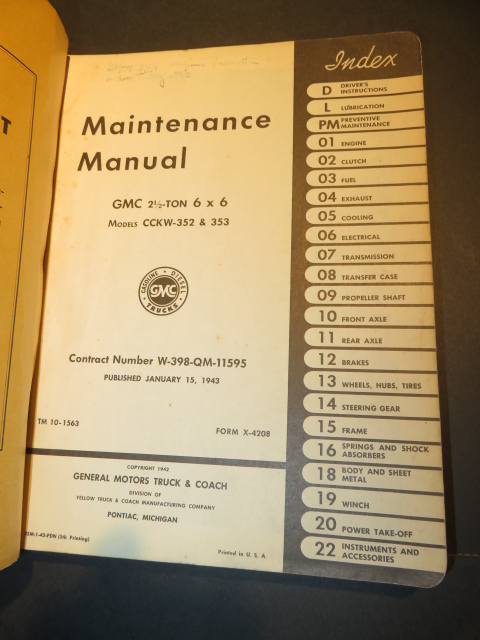 T
Maintenance
Manual
GMC 2½-TON 6 x 6
MODELS CCKW-352 & 353
GASOLINE · DIESEL
GMC
TRUCKS
Contract Number W-398-QM-11595
PUBLISHED JANUARY 15, 1943
TM 10-1563
FORM X-4208
COPYRIGHT 1942
GENERAL MOTORS TRUCK & COACH
DIVISION OF
YELLOW TRUCK & COACH MANUFACTURING COMPANY
PONTIAC, MICHIGAN
Printed in U. S. A.
Index
D DRIVER'S
INSTRUCTIONS
L LUBRICATION
PM PREVENTIVE
MAINTENANCE
01 ENGINE
02 CLUTCH
03 FUEL
04 EXHAUST
05 COOLING
06 ELECTRICAL
07 TRANSMISSION
08 TRANSFER CASE
09 PROPELLER SHAFT
10 FRONT AXLE
11 REAR AXLE
12 BRAKES
13 WHEELS, HUBS, TIRES
14 STEERING GEAR
15 FRAME
16 SPRINGS AND SHOCK
ABSORBERS
18 BODY AND SHEET
METAL
19 WINCH
20 POWER TAKE-OFF
22 INSTRUMENTS AND
ACCESSORIES